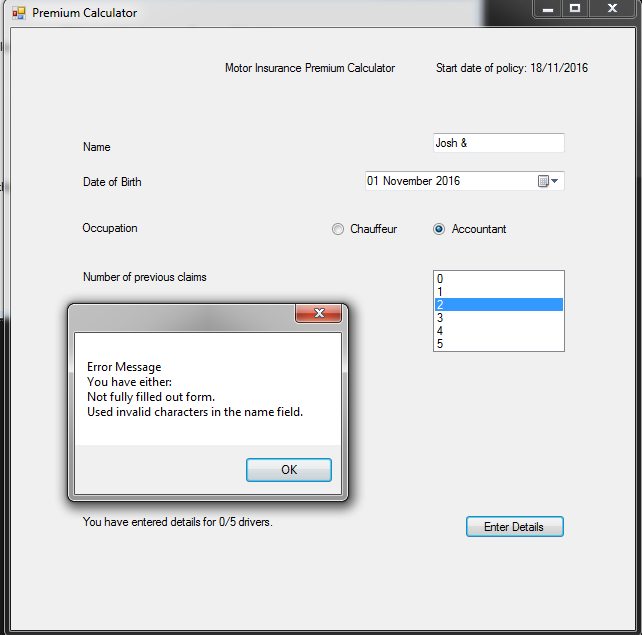 Premium Calculator
Motor Insurance Premium Calculator Start date of policy: 18/11/2016
Name Josh &
Date of Birth 01 November 2016
Occupation Chauffeur Accountant
Number of previous claims
0
1
2
3
4
5
Error Message
You have either:
Not fully filled out form.
Used invalid characters in the name field.
OK
You have entered details for 0/5 drivers.
Enter Details